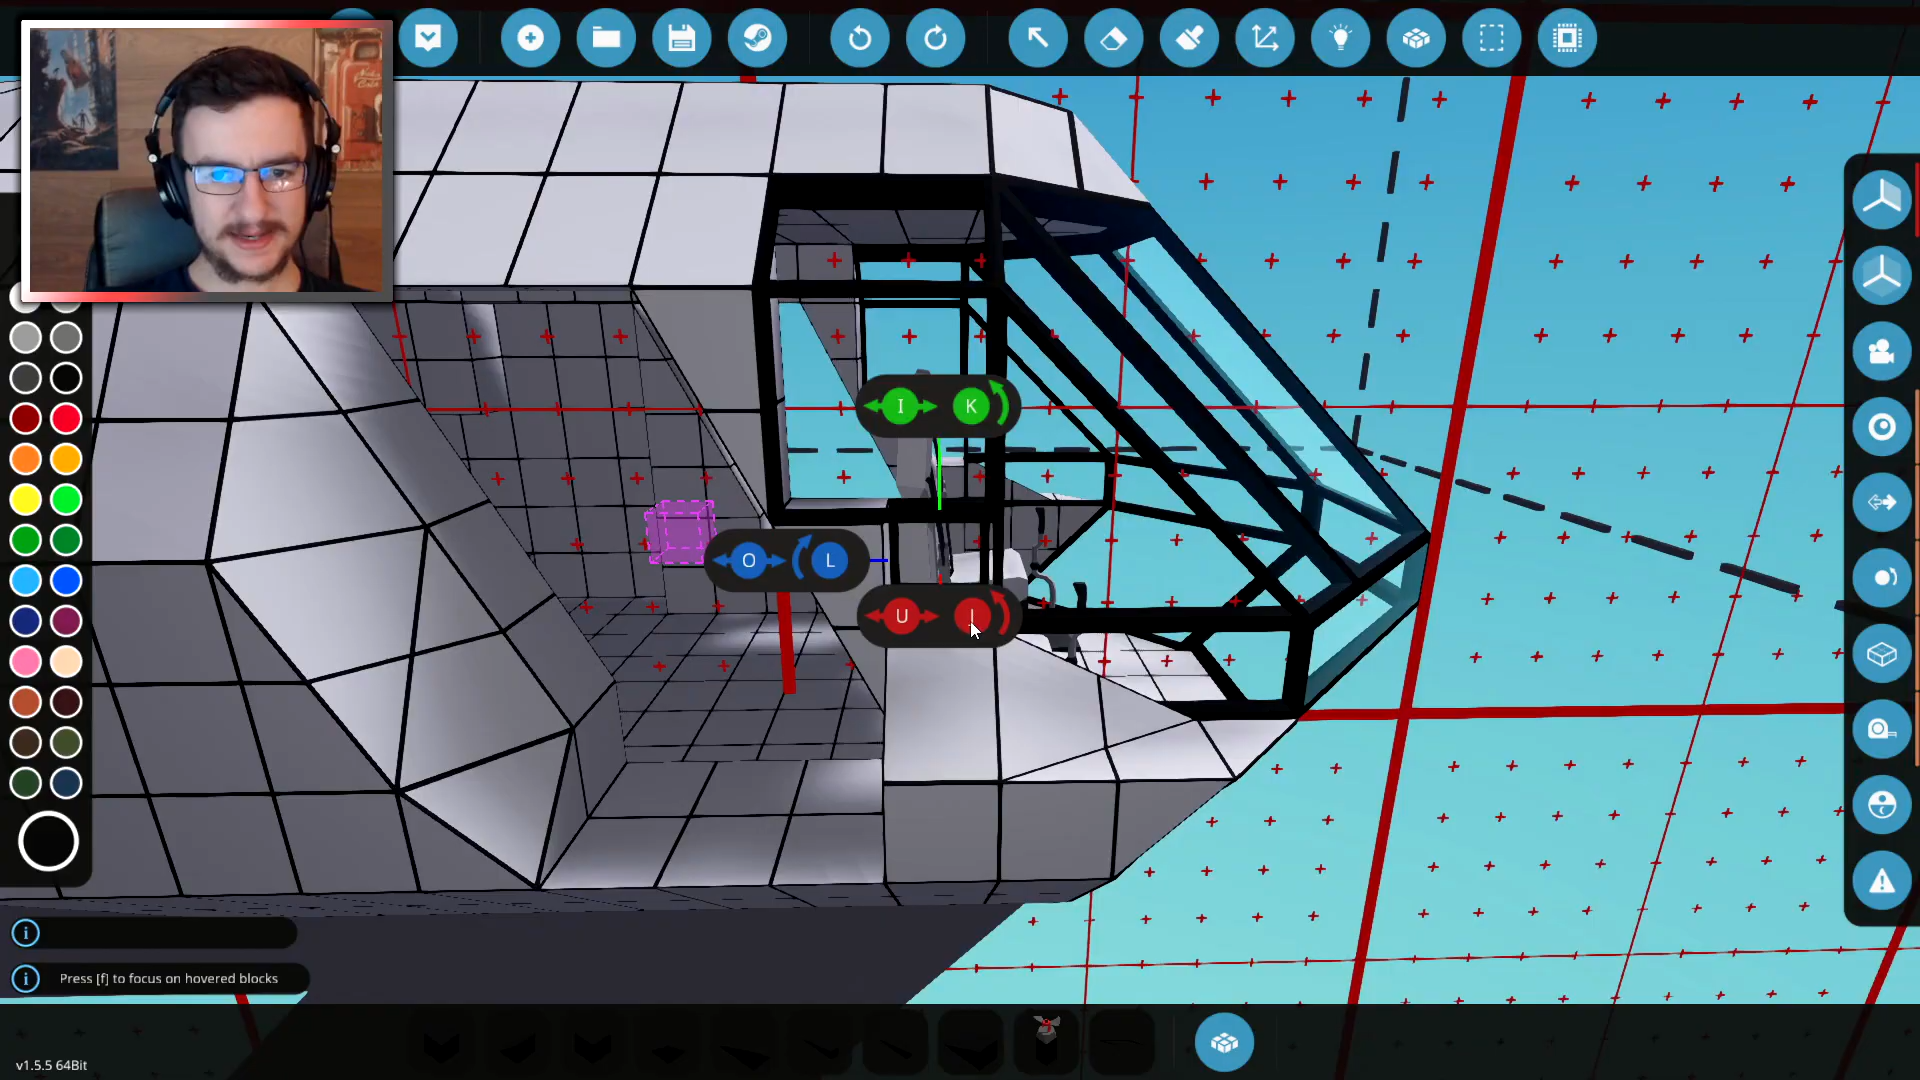 I K
O L
U J
Press [f] to focus on hovered blocks
v1.5.5 64Bit